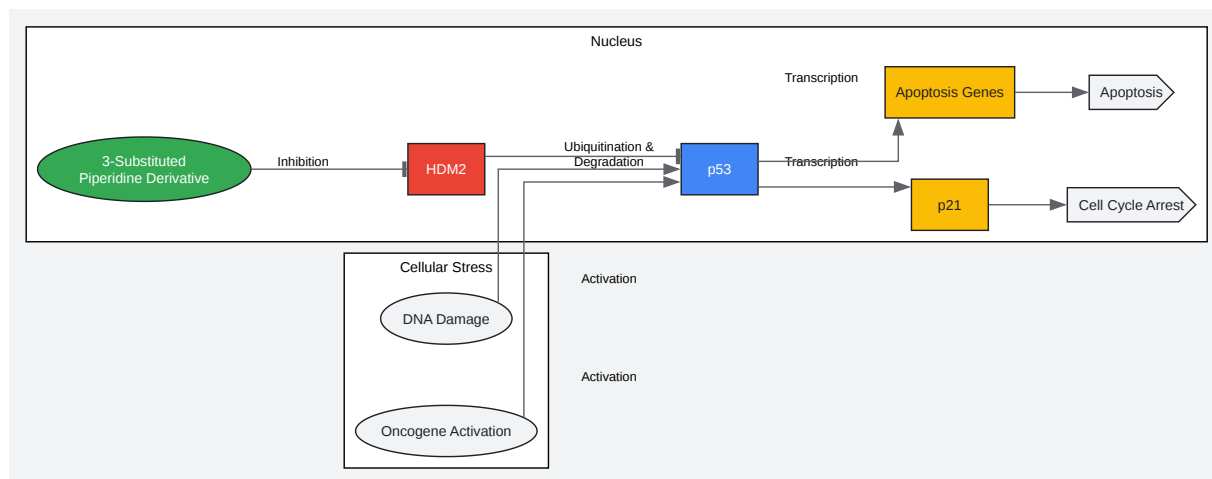 Nucleus
Transcription
Apoptosis Genes
Apoptosis
3-Substituted
Piperidine Derivative
Inhibition
HDM2
Ubiquitination &
Degradation
p53
Transcription
p21
Cell Cycle Arrest
Cellular Stress
Activation
DNA Damage
Activation
Oncogene Activation